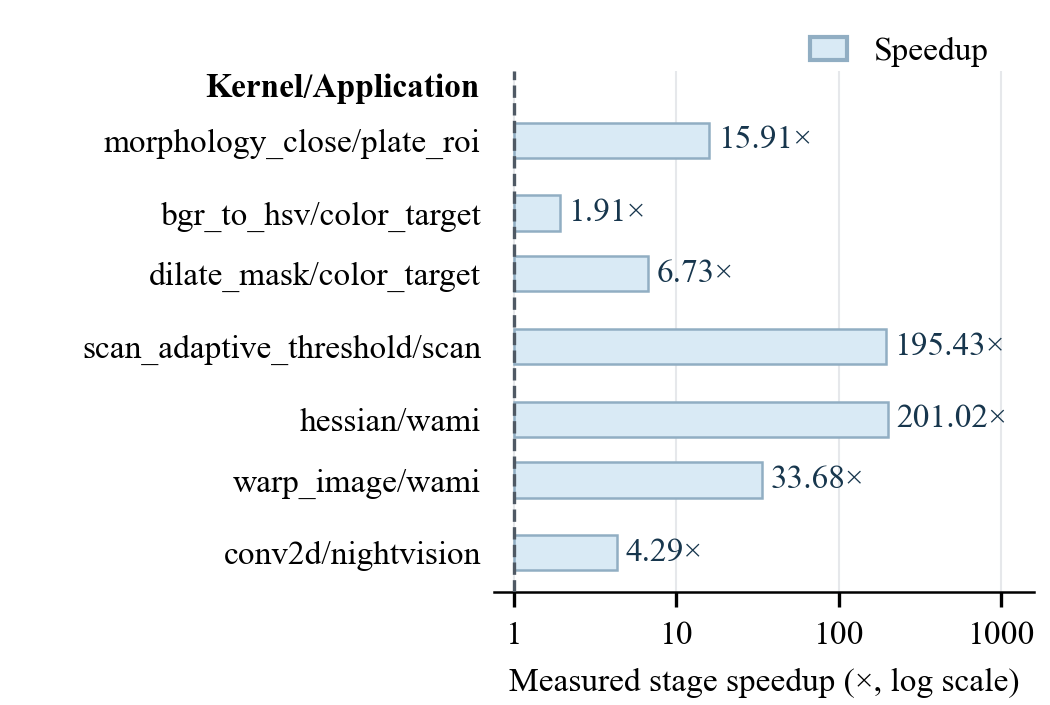 Speedup
Kernel/Application
morphology_close/plate_roi 15.91×
bgr_to_hsv/color_target 1.91×
dilate_mask/color_target 6.73×
scan_adaptive_threshold/scan 195.43×
hessian/wami 201.02×
warp_image/wami 33.68×
conv2d/nightvision 4.29×
1 10 100 1000
Measured stage speedup (×, log scale)